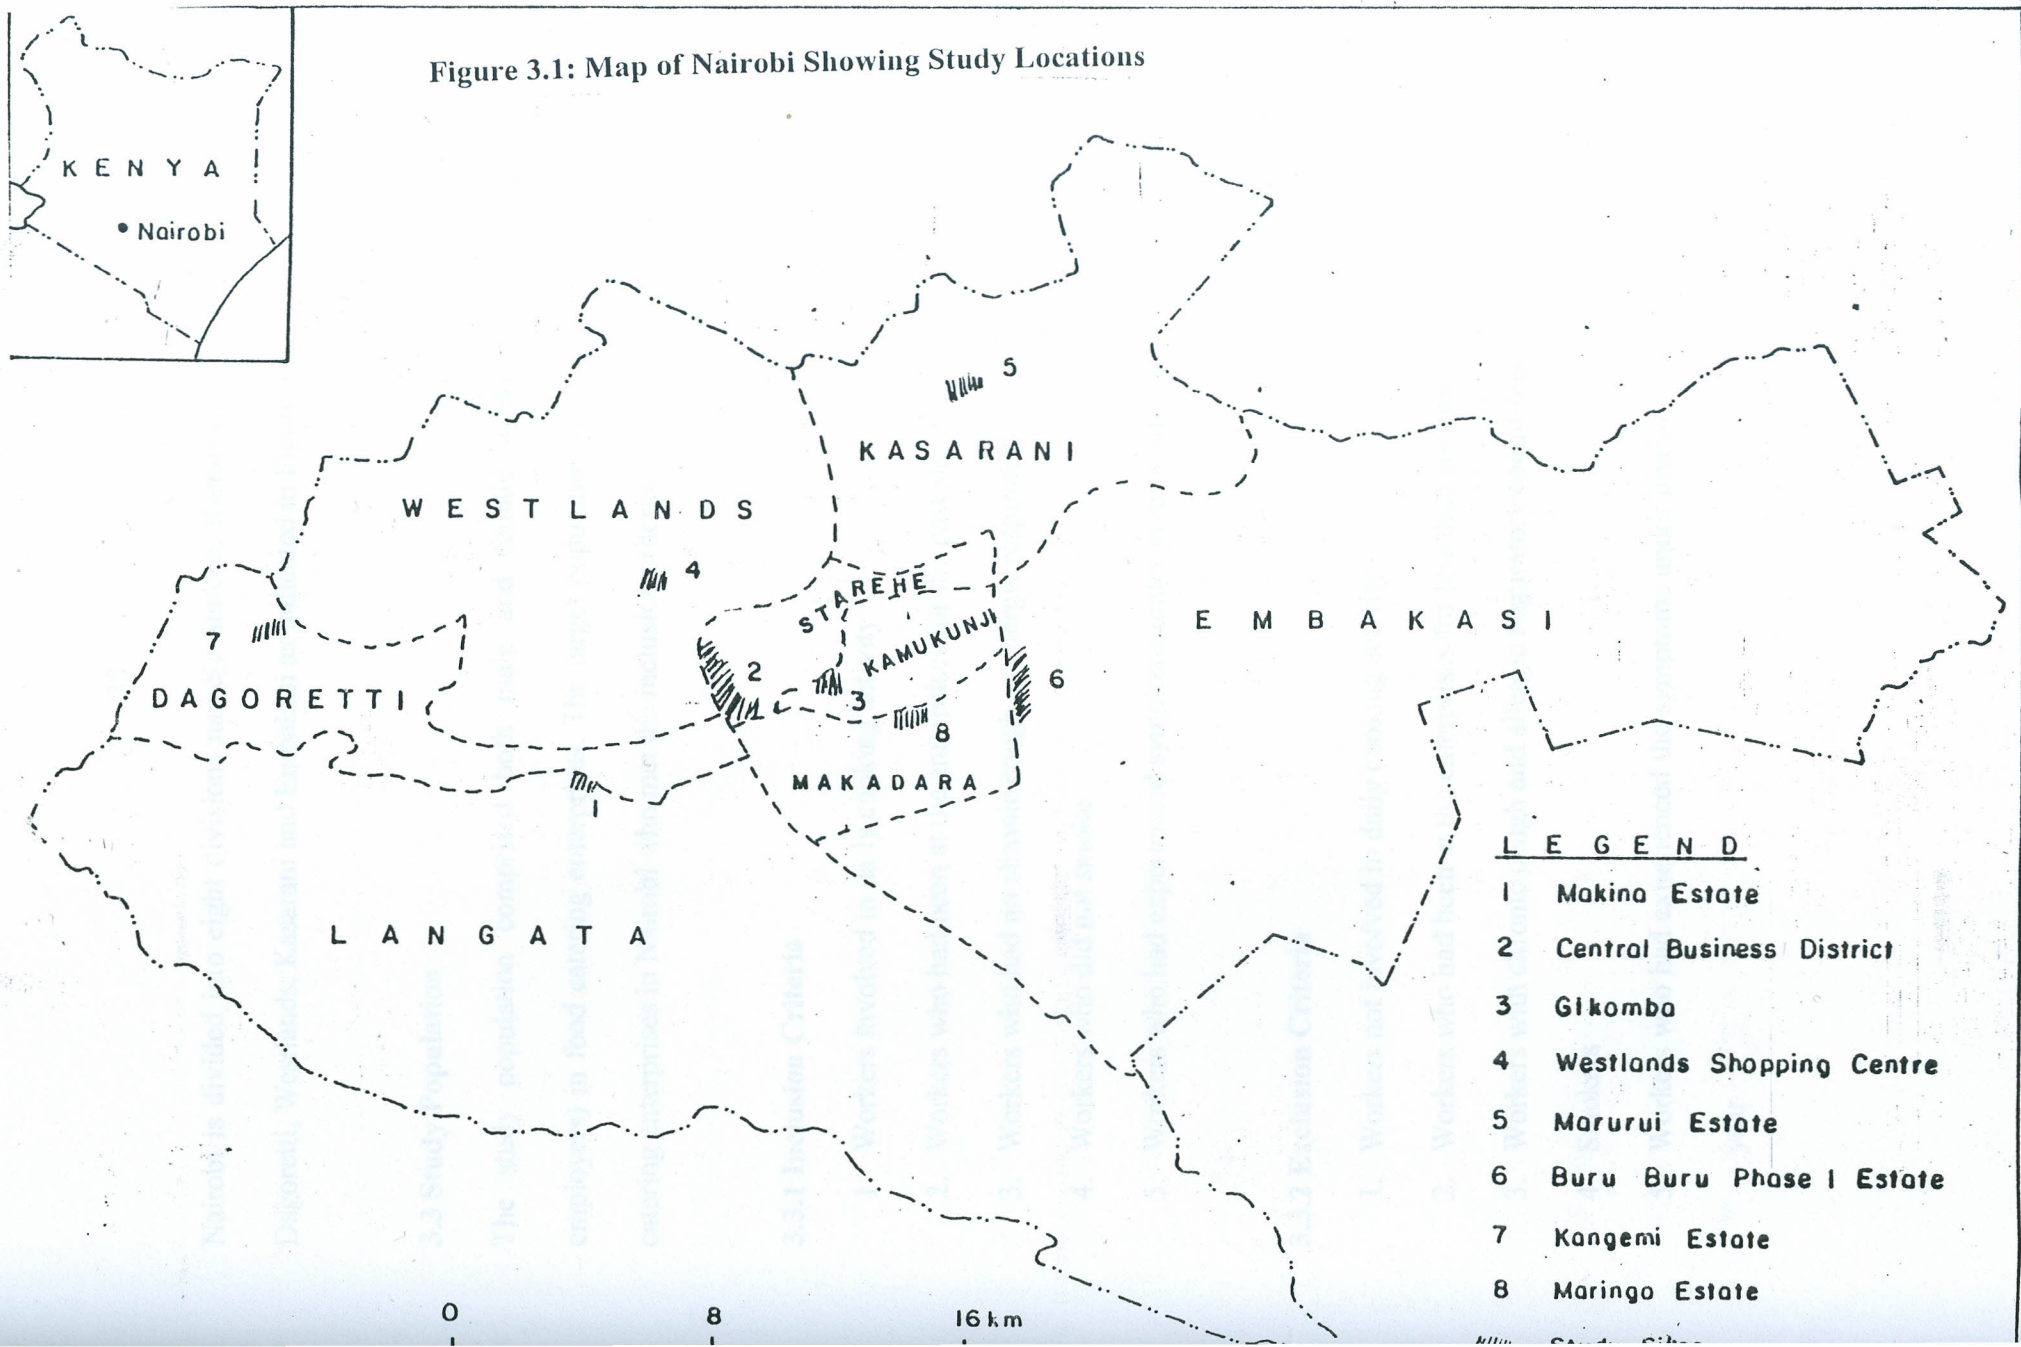 Figure 3.1: Map of Nairobi Showing Study Locations
KENYA
Nairobi
5
KASARANI
WESTLANDS
4
STAREHE
KAMUKUNJI
EMBAKASI
7
2
6
DAGORETTI
3
8
MAKADARA
1
LANGATA
LEGEND
1 Makina Estate
2 Central Business District
3 Gikomba
4 Westlands Shopping Centre
5 Marurui Estate
6 Buru Buru Phase I Estate
7 Kangemi Estate
8 Maringo Estate
0 8 16 km